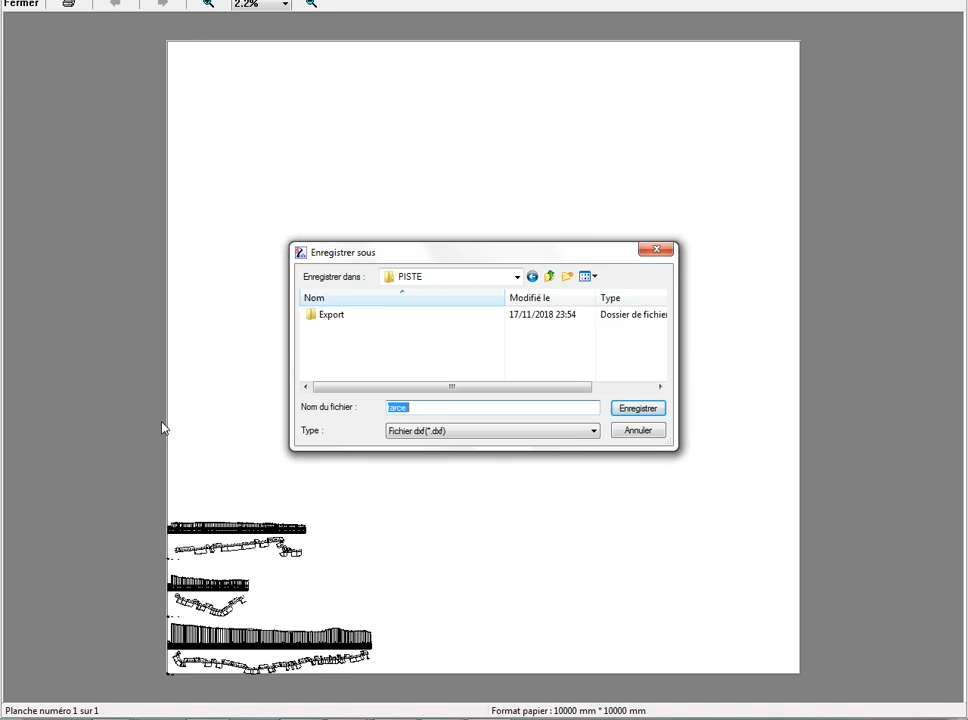 Fermer
2.2%
Enregistrer sous
Enregistrer dans : PISTE
Nom Modifié le Type
Export 17/11/2018 23:54 Dossier de fichier
Nom du fichier : tarce Enregistrer
Type : Fichier dxf(*.dxf) Annuler
Planche numéro 1 sur 1 Format papier : 10000 mm * 10000 mm